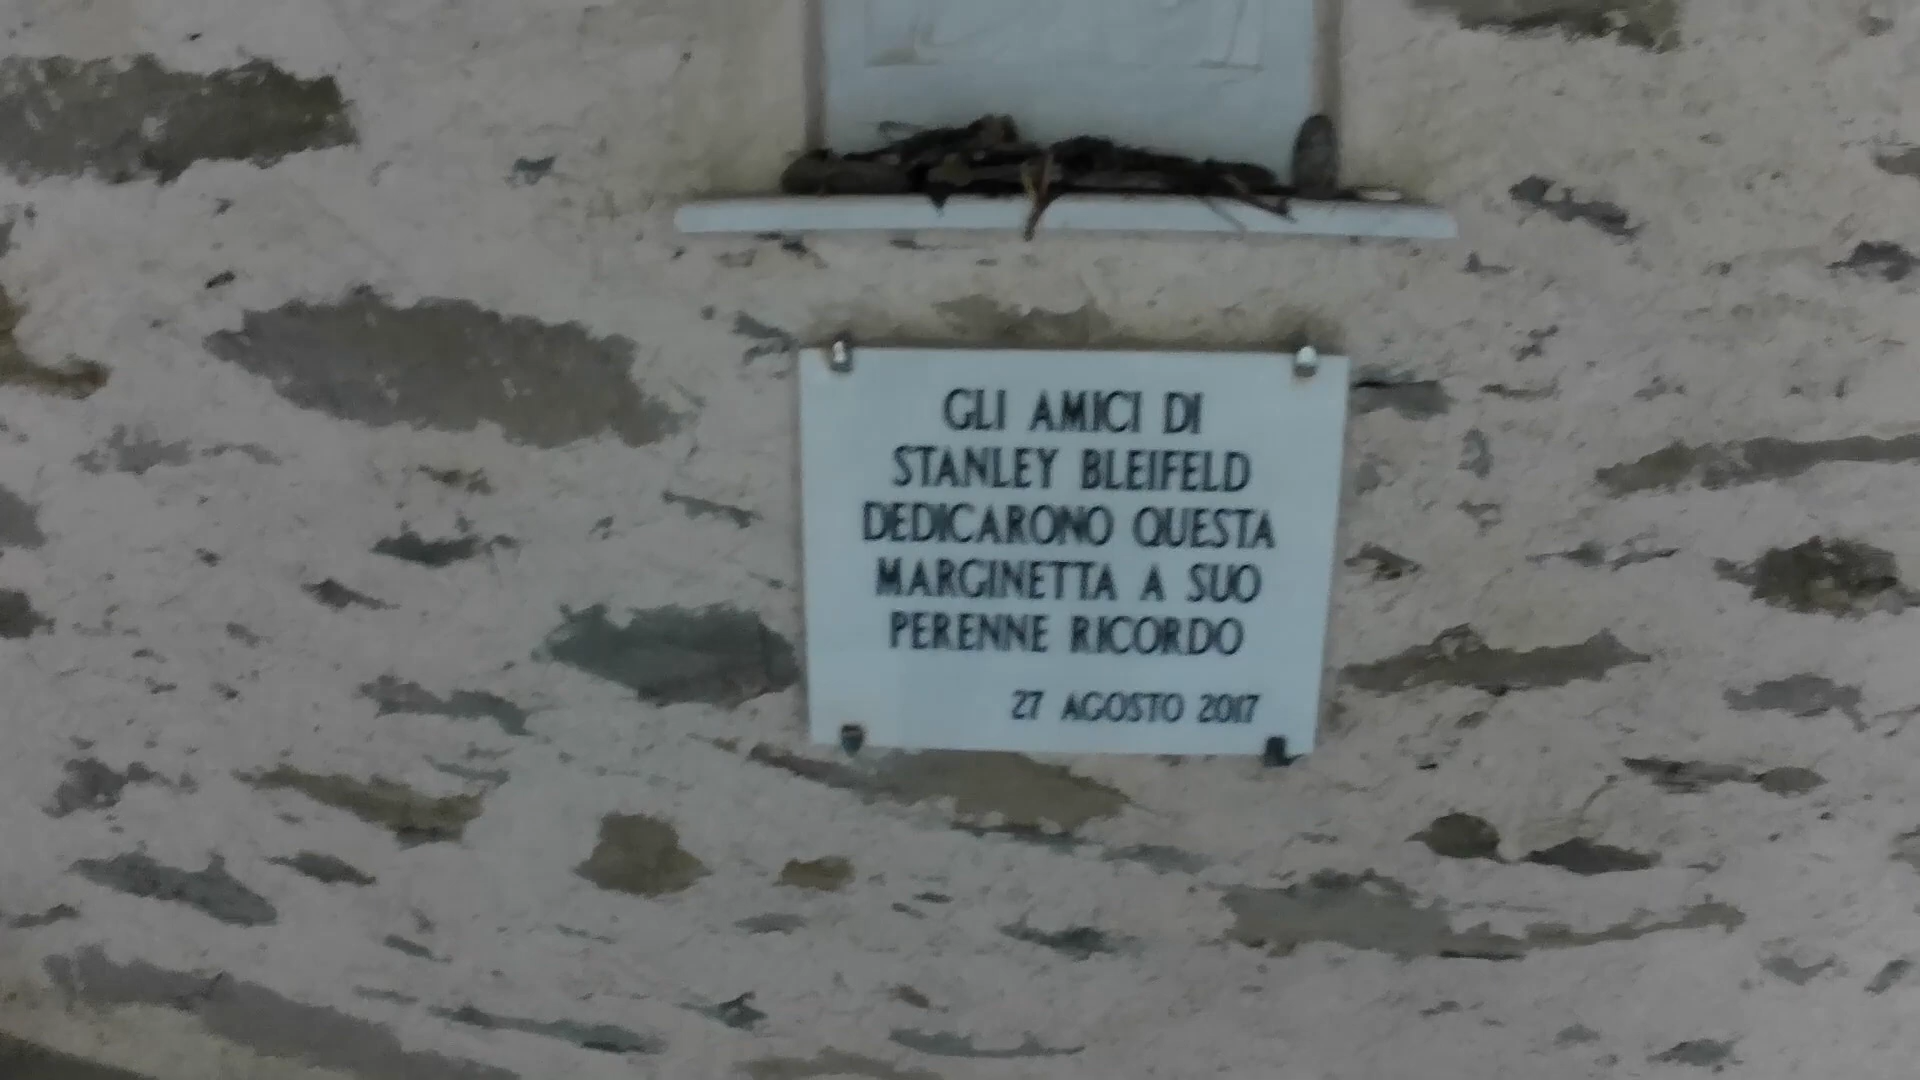 GLI AMICI DI
STANLEY BLEIFELD
DEDICARONO QUESTA
MARGINETTA A SUO
PERENNE RICORDO
27 AGOSTO 2017